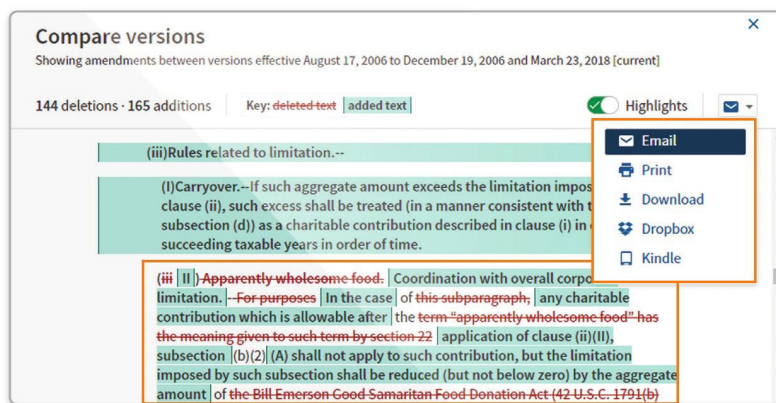 Compare versions
Showing amendments between versions effective August 17, 2006 to December 19, 2006 and March 23, 2018 [current]
144 deletions · 165 additions
Key: deleted text added text
Highlights
Email
Print
Download
Dropbox
Kindle
(iii)Rules related to limitation.--
(I)Carryover.--If such aggregate amount exceeds the limitation impos
clause (ii), such excess shall be treated (in a manner consistent with t
subsection (d)) as a charitable contribution described in clause (i) in
succeeding taxable years in order of time.
(iii II ) Apparently wholesome food. Coordination with overall corpo
limitation. --For purposes In the case of this subparagraph, any charitable
contribution which is allowable after the term “apparently wholesome food” has
the meaning given to such term by section 22 application of clause (ii)(II),
subsection (b)(2) (A) shall not apply to such contribution, but the limitation
imposed by such subsection shall be reduced (but not below zero) by the aggregate
amount of the Bill Emerson Good Samaritan Food Donation Act (42 U.S.C. 1791(b)